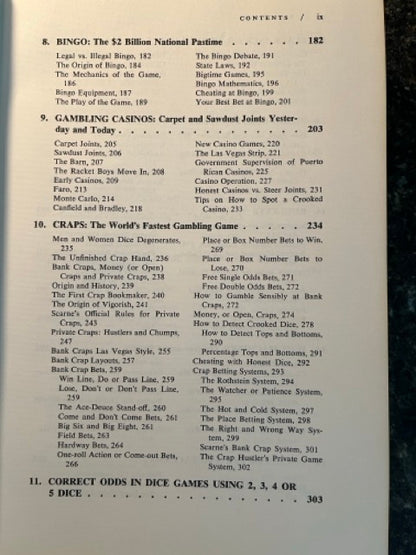 CONTENTS / ix
8. BINGO: The $2 Billion National Pastime . . . . . . 182
Legal vs. Illegal Bingo, 182
The Origin of Bingo, 184
The Mechanics of the Game,
186
Bingo Equipment, 187
The Play of the Game, 189
The Bingo Debate, 191
State Laws, 192
Bigtime Games, 195
Bingo Mathematics, 196
Cheating at Bingo, 199
Your Best Bet at Bingo, 201
9. GAMBLING CASINOS: Carpet and Sawdust Joints Yester-
day and Today . . . . . . . . . . . . . . . . . 203
Carpet Joints, 205
Sawdust Joints, 206
The Barn, 207
The Racket Boys Move In, 208
Early Casinos, 209
Faro, 213
Monte Carlo, 214
Canfield and Bradley, 218
New Casino Games, 220
The Las Vegas Strip, 221
Government Supervision of Puerto
Rican Casinos, 225
Casino Operation, 227
Honest Casinos vs. Steer Joints, 231
Tips on How to Spot a Crooked
Casino, 233
10. CRAPS: The World's Fastest Gambling Game . . . . . 234
Men and Women Dice Degenerates,
235
The Unfinished Crap Hand, 236
Bank Craps, Money (or Open)
Craps and Private Craps, 238
Origin and History, 239
The First Crap Bookmaker, 240
The Origin of Vigorish, 241
Scarne's Official Rules for Private
Craps, 243
Private Craps: Hustlers and Chumps,
247
Bank Craps Las Vegas Style, 255
Bank Crap Layouts, 257
Bank Crap Bets, 259
Win Line, Do or Pass Line, 259
Lose, Don't or Don't Pass Line,
259
The Ace-Deuce Stand-off, 260
Come and Don't Come Bets, 261
Big Six and Big Eight, 261
Field Bets, 263
Hardway Bets, 264
One-roll Action or Come-out Bets,
266
Place or Box Number Bets to Win,
269
Place or Box Number Bets to
Lose, 270
Free Single Odds Bets, 271
Free Double Odds Bets, 272
How to Gamble Sensibly at Bank
Craps, 272
Money, or Open, Craps, 274
How to Detect Crooked Dice, 278
How to Detect Tops and Bottoms,
290
Percentage Tops and Bottoms, 291
Cheating with Honest Dice, 292
Crap Betting Systems, 293
The Rothstein System, 294
The Watcher or Patience System,
295
The Hot and Cold System, 297
The Place Betting System, 298
The Right and Wrong Way Sys-
tem, 299
Scarne's Bank Crap System, 301
The Crap Hustler's Private Game
System, 302
11. CORRECT ODDS IN DICE GAMES USING 2, 3, 4 OR
5 DICE . . . . . . . . . . . . . . . . . . . 303